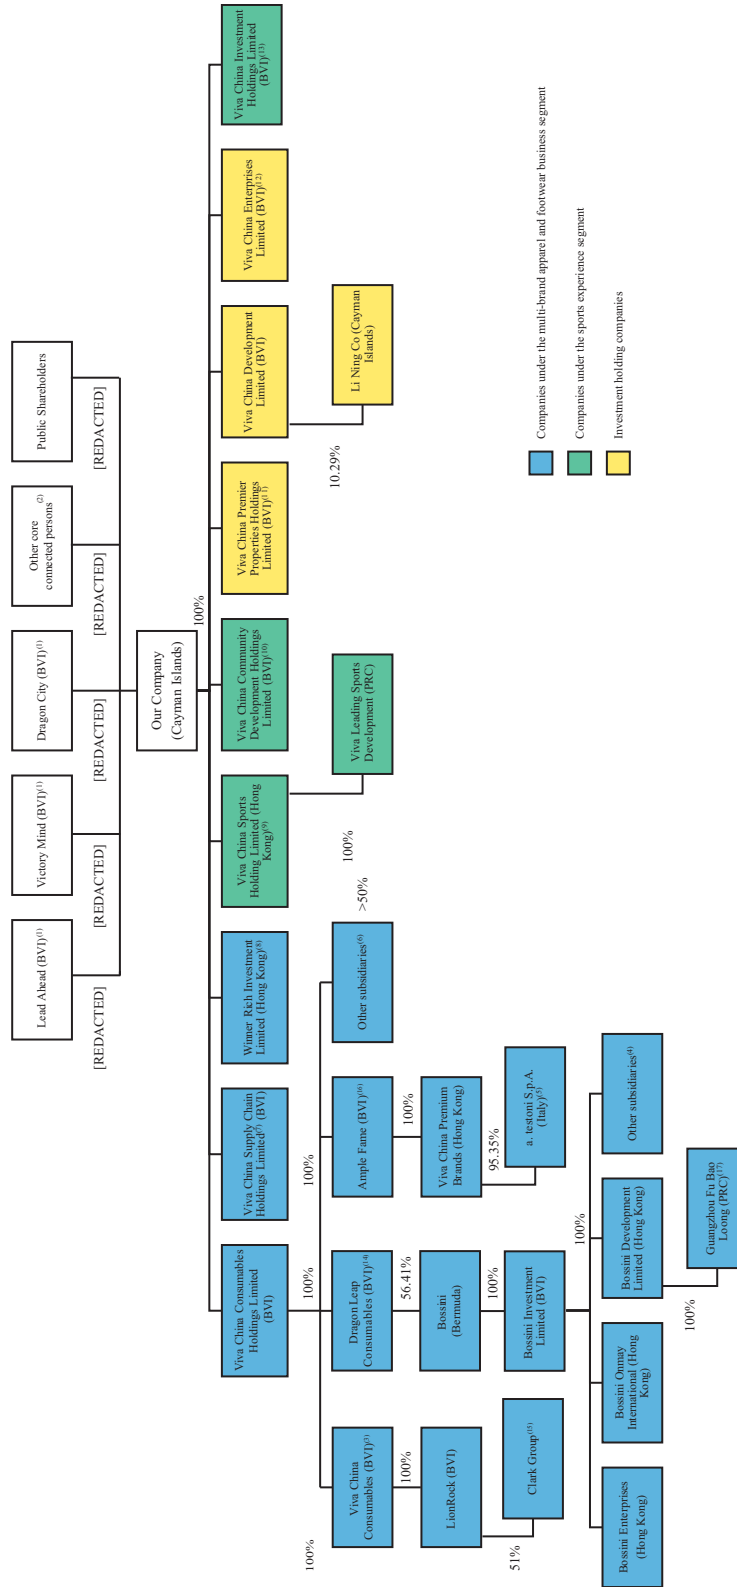 Lead Ahead (BVI)(1)
Victory Mind (BVI)(1)
Dragon City (BVI)(1)
Other core
connected persons(2)
Public Shareholders
[REDACTED]
[REDACTED]
[REDACTED]
[REDACTED]
[REDACTED]
Our Company
(Cayman Islands)
100%
Viva China Consumables
Holdings Limited
(BVI)
Viva China Supply Chain
Holdings Limited(7) (BVI)
Winner Rich Investment
Limited (Hong Kong)(8)
Viva China Sports
Holding Limited (Hong
Kong)(9)
Viva China Community
Development Holdings
Limited (BVI)(10)
Viva China Premier
Properties Holdings
Limited (BVI)(11)
Viva China Development
Limited (BVI)
Viva China Enterprises
Limited (BVI)(12)
Viva China Investment
Holdings Limited
(BVI)(13)
100%
100%
100%
>50%
100%
10.29%
Viva China
Consumables (BVI)(3)
Dragon Leap
Consumables (BVI)(14)
Ample Fame (BVI)(16)
Other subsidiaries(6)
Viva Leading Sports
Development (PRC)
Li Ning Co (Cayman
Islands)
100%
56.41%
100%
LionRock (BVI)
Bossini
(Bermuda)
Viva China Premium
Brands (Hong Kong)
51%
100%
95.35%
Clark Group(15)
Bossini Investment
Limited (BVI)
a. testoni S.p.A.
(Italy)(5)
100%
Bossini Enterprises
(Hong Kong)
Bossini Onmay
International (Hong
Kong)
Bossini Development
Limited (Hong Kong)
Other subsidiaries(4)
100%
Guangzhou Fu Bao
Loong (PRC)(17)
Companies under the multi-brand apparel and footwear business segment
Companies under the sports experience segment
Investment holding companies